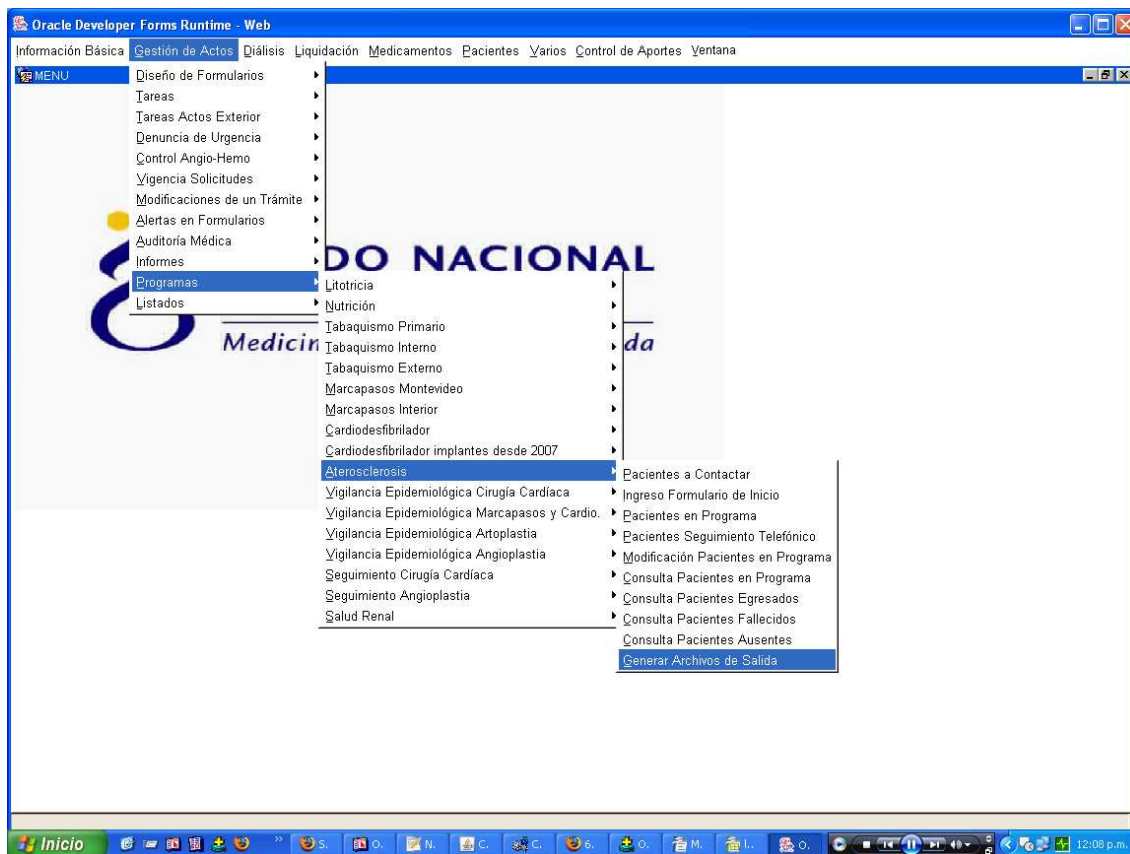 Oracle Developer Forms Runtime - Web
Información Básica Gestión de Actos Diálisis Liquidación Medicamentos Pacientes Varios Control de Aportes Ventana
MENU
Diseño de Formularios
Tareas
Tareas Actos Exterior
Denuncia de Urgencia
Control Angio-Hemo
Vigencia Solicitudes
Modificaciones de un Trámite
Alertas en Formularios
Auditoría Médica
Informes
Programas
Listados
DO NACIONAL
Medicin
da
Litotricia
Nutrición
Tabaquismo Primario
Tabaquismo Interno
Tabaquismo Externo
Marcapasos Montevideo
Marcapasos Interior
Cardiodesfibrilador
Cardiodesfibrilador implantes desde 2007
Aterosclerosis
Vigilancia Epidemiológica Cirugía Cardíaca
Vigilancia Epidemiológica Marcapasos y Cardio.
Vigilancia Epidemiológica Artoplastia
Vigilancia Epidemiológica Angioplastia
Seguimiento Cirugía Cardíaca
Seguimiento Angioplastia
Salud Renal
Pacientes a Contactar
Ingreso Formulario de Inicio
Pacientes en Programa
Pacientes Seguimiento Telefónico
Modificación Pacientes en Programa
Consulta Pacientes en Programa
Consulta Pacientes Egresados
Consulta Pacientes Fallecidos
Consulta Pacientes Ausentes
Generar Archivos de Salida
Inicio » S. O. N. C. C. 6. O. M. I.. O. 12:08 p.m.